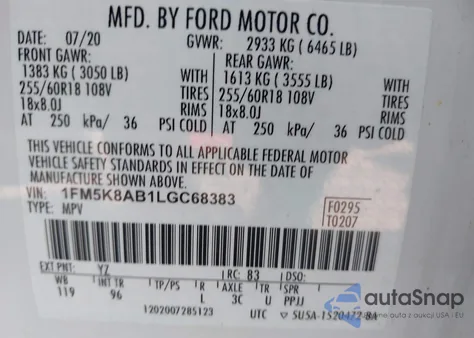 MFD. BY FORD MOTOR CO.
DATE: 07/20 GVWR: 2933 KG ( 6465 LB)
FRONT GAWR: REAR GAWR:
1383 KG ( 3050 LB) WITH 1613 KG ( 3555 LB) WITH
255/60R18 108V TIRES 255/60R18 108V TIRES
18x8.0J RIMS 18x8.0J RIMS
AT 250 kPa/ 36 PSI COLD AT 250 kPa/ 36 PSI COLD
THIS VEHICLE CONFORMS TO ALL APPLICABLE FEDERAL MOTOR
VEHICLE SAFETY STANDARDS IN EFFECT ON THE DATE OF
MANUFACTURE SHOWN ABOVE.
VIN: 1FM5K8AB1LGC68383 F0295
TYPE: MPV T0207
EXT PNT: YZ RC: 83 DSO:
WB INT TR TP/PS R AXLE TR SPR
119 96 L 3C U PPJJ
1202007285123 UTC
autoSnap